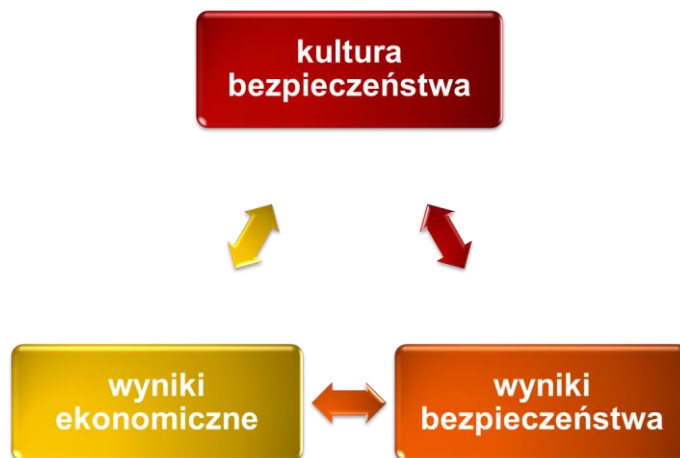 kultura
bezpieczeństwa
wyniki
ekonomiczne
wyniki
bezpieczeństwa